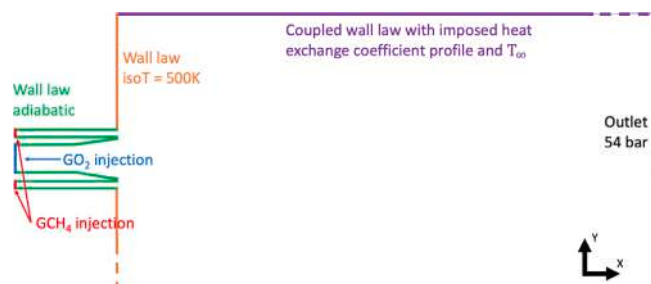 Coupled wall law with imposed heat
exchange coefficient profile and T∞
Wall law
isoT = 500K
Wall law
adiabatic
Outlet
54 bar
GO₂ injection
GCH₄ injection
Y
X